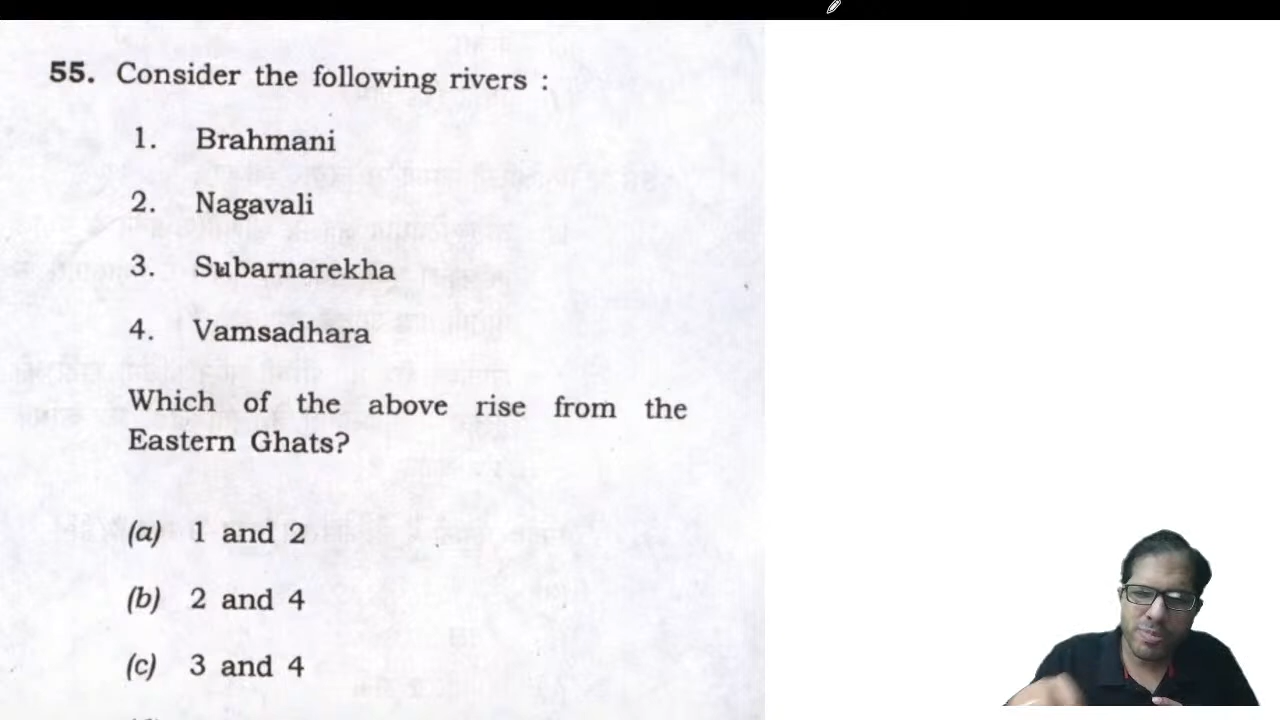 55. Consider the following rivers :
1. Brahmani
2. Nagavali
3. Subarnarekha
4. Vamsadhara
Which of the above rise from the
Eastern Ghats?
(a) 1 and 2
(b) 2 and 4
(c) 3 and 4